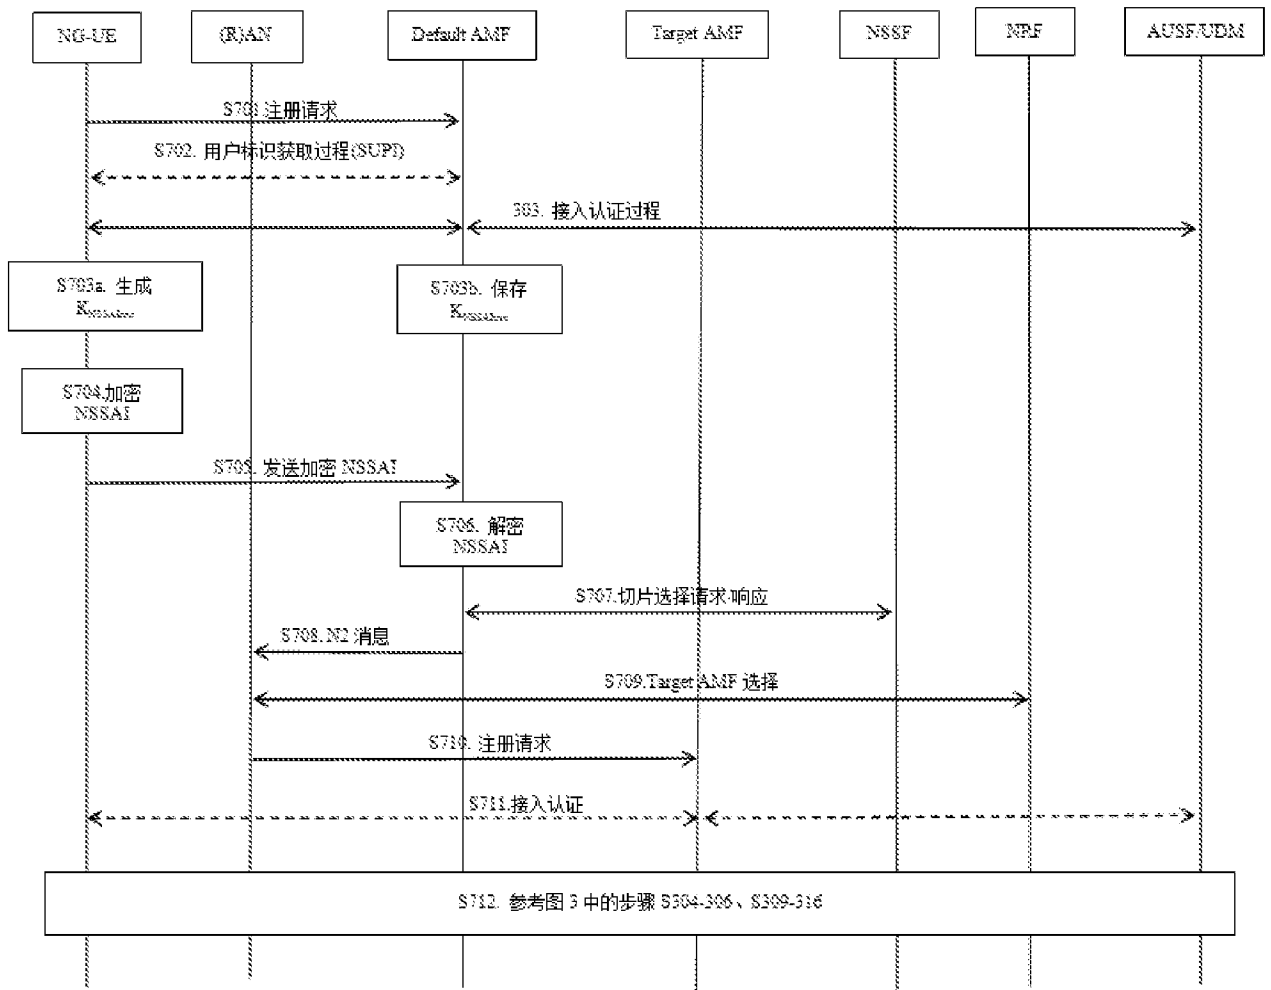 NG-UE
(R)AN
Default AMF
Target AMF
NSSF
NRF
AUSF/UDM
S701.注册请求
S702. 用户标识获取过程(SUPI)
303. 接入认证过程
S703a. 生成
K
S703b. 保存
K
S704.加密
NSSAI
S705. 发送加密 NSSAI
S706. 解密
NSSAI
S707.切片选择请求/响应
S708.N2 消息
S709.Target AMF 选择
S710. 注册请求
S711.接入认证
S712. 参考图 3 中的步骤 S304-306、S309-316